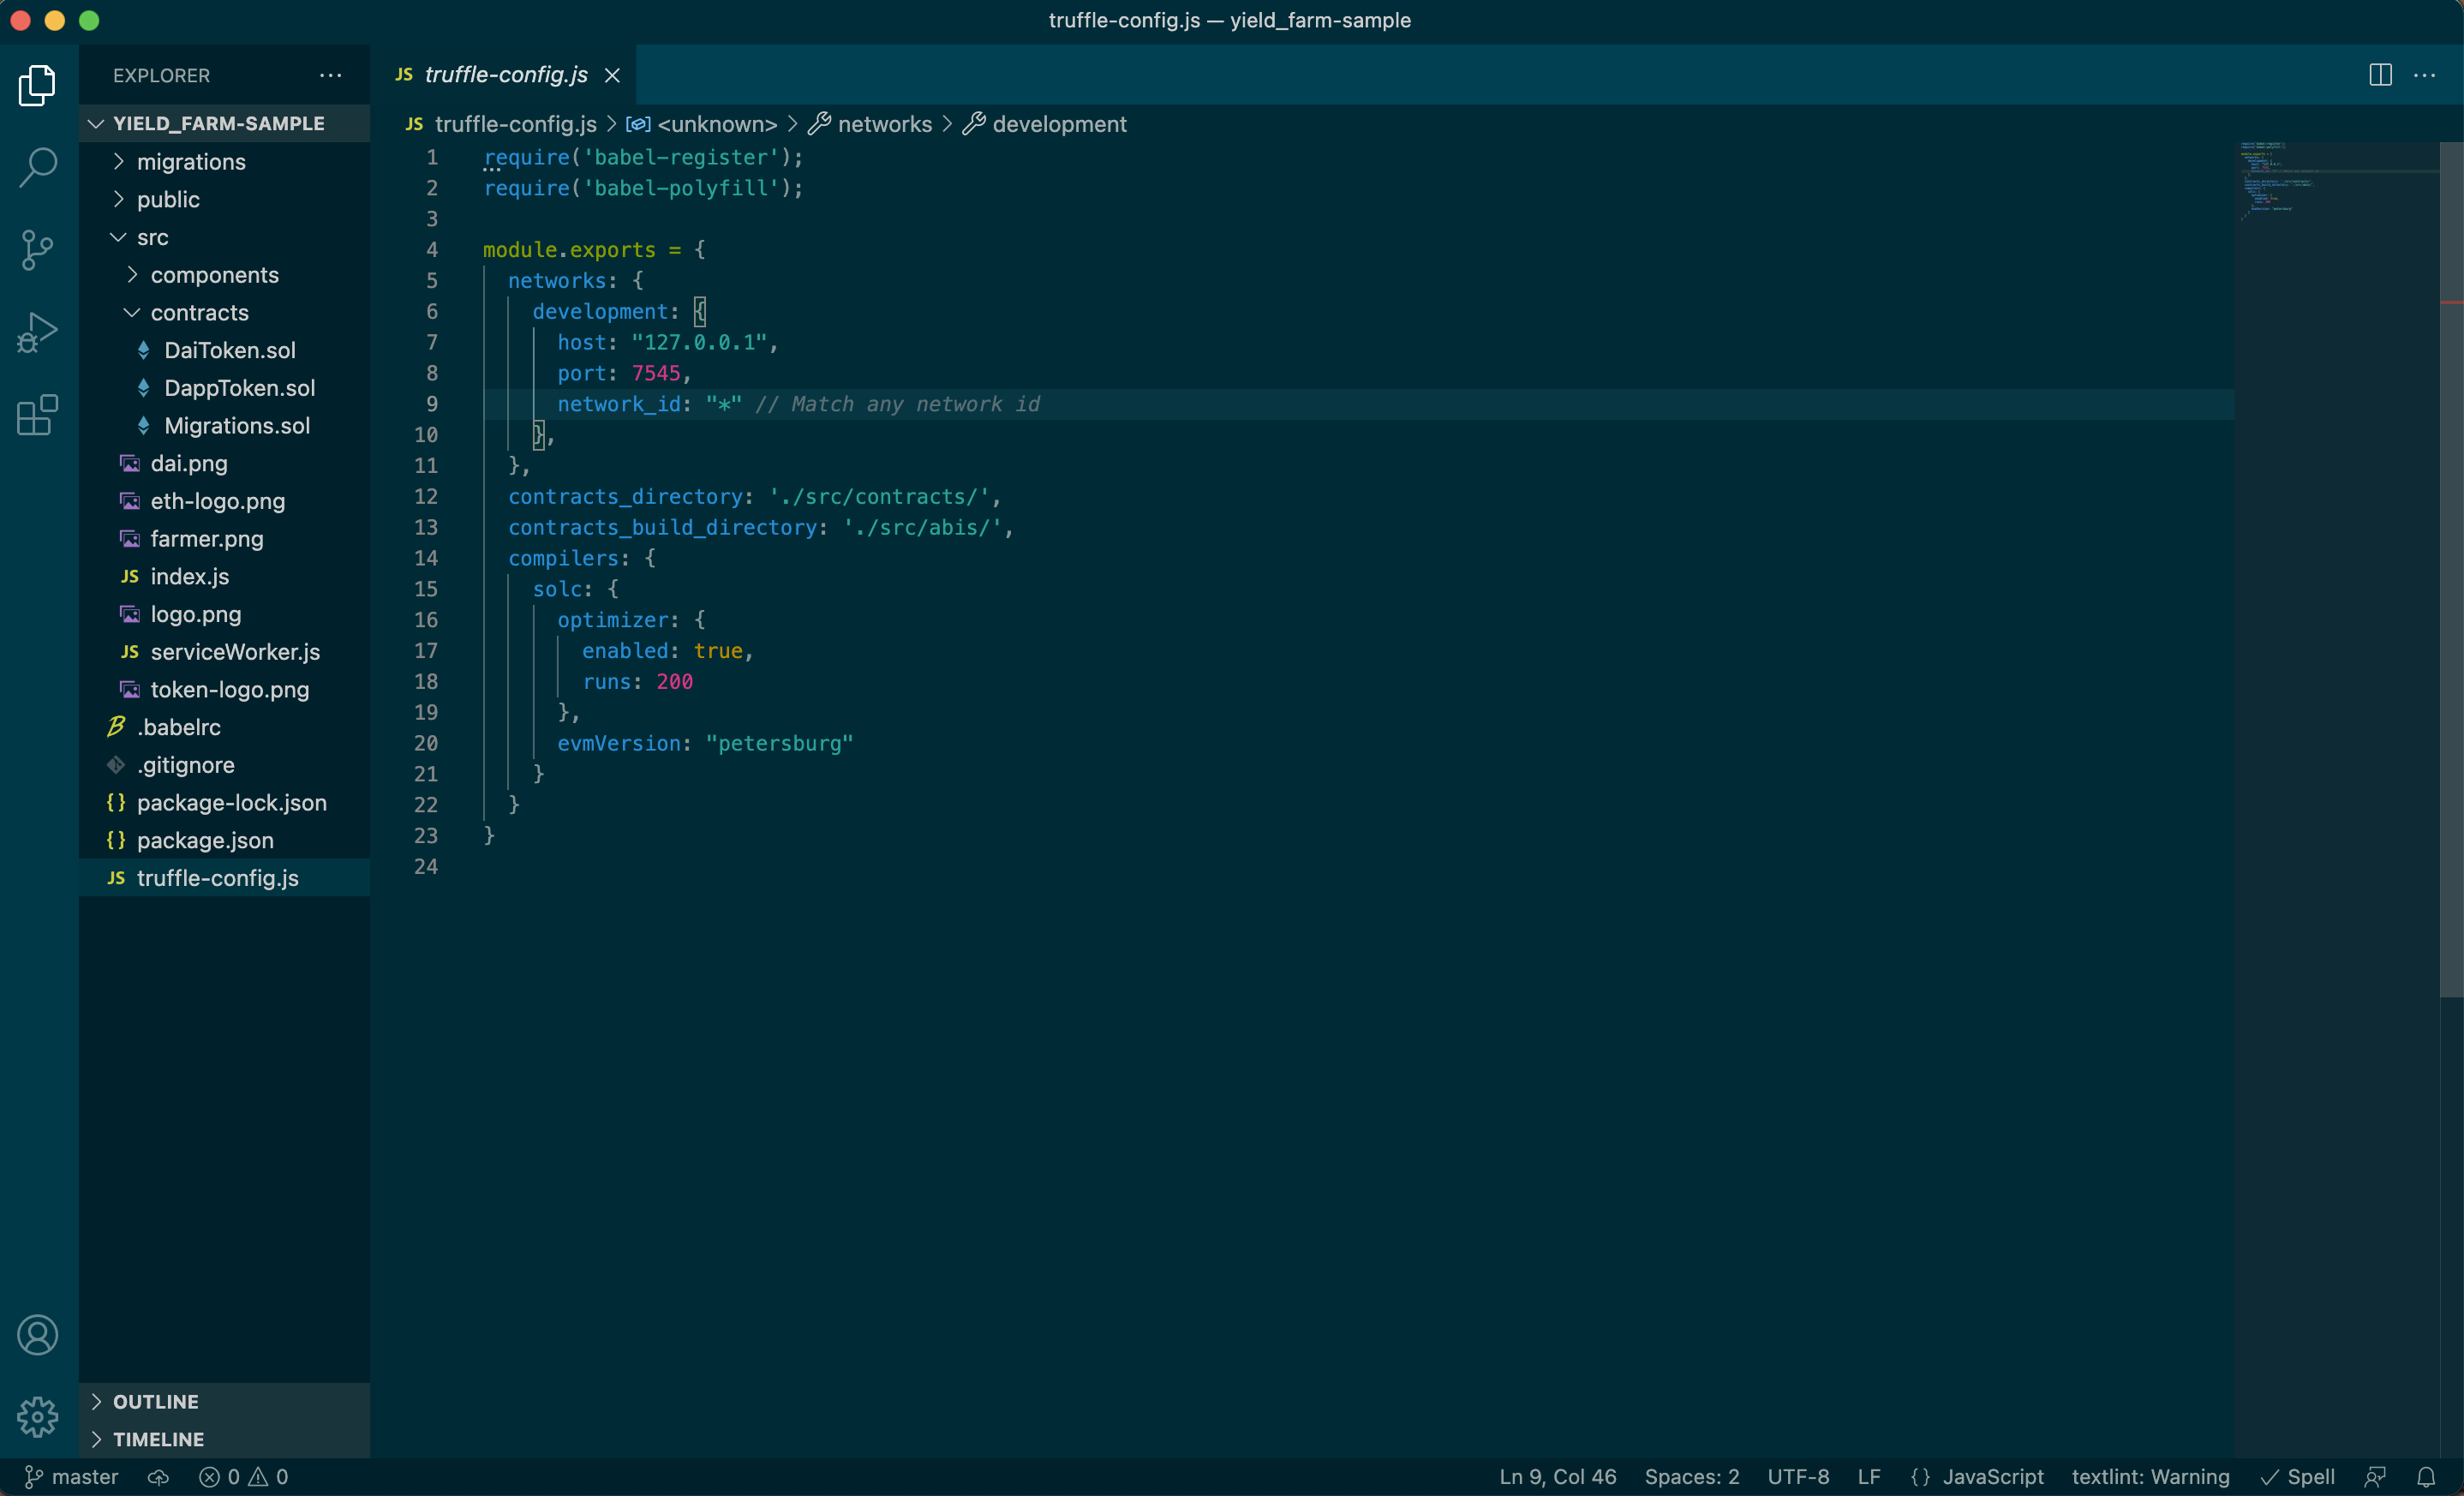 truffle-config.js — yield_farm-sample
EXPLORER
JS truffle-config.js
YIELD_FARM-SAMPLE
JS truffle-config.js > <unknown> > networks > development
migrations
public
src
components
contracts
DaiToken.sol
DappToken.sol
Migrations.sol
dai.png
eth-logo.png
farmer.png
JS index.js
logo.png
JS serviceWorker.js
token-logo.png
.babelrc
.gitignore
{} package-lock.json
{} package.json
JS truffle-config.js
OUTLINE
TIMELINE
1 require('babel-register');
2 require('babel-polyfill');
3
4 module.exports = {
5 networks: {
6 development: {
7 host: "127.0.0.1",
8 port: 7545,
9 network_id: "*" // Match any network id
10 },
11 },
12 contracts_directory: './src/contracts/',
13 contracts_build_directory: './src/abis/',
14 compilers: {
15 solc: {
16 optimizer: {
17 enabled: true,
18 runs: 200
19 },
20 evmVersion: "petersburg"
21 }
22 }
23 }
24
master 0 0 Ln 9, Col 46 Spaces: 2 UTF-8 LF {} JavaScript textlint: Warning Spell